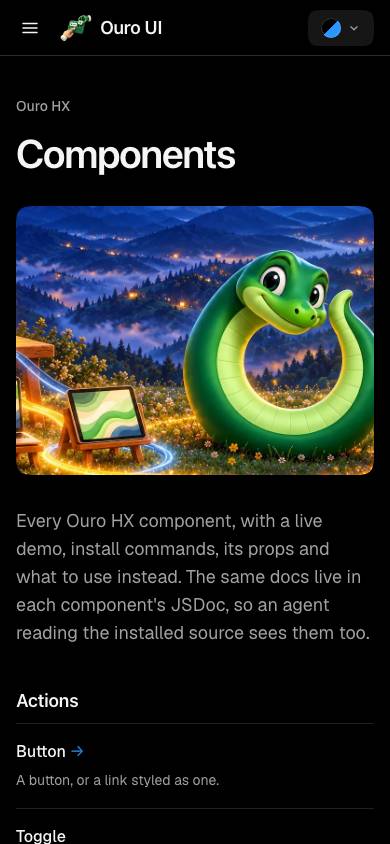 Ouro UI
Ouro HX
Components
Every Ouro HX component, with a live
demo, install commands, its props and
what to use instead. The same docs live in
each component's JSDoc, so an agent
reading the installed source sees them too.
Actions
Button →
A button, or a link styled as one.
Toggle